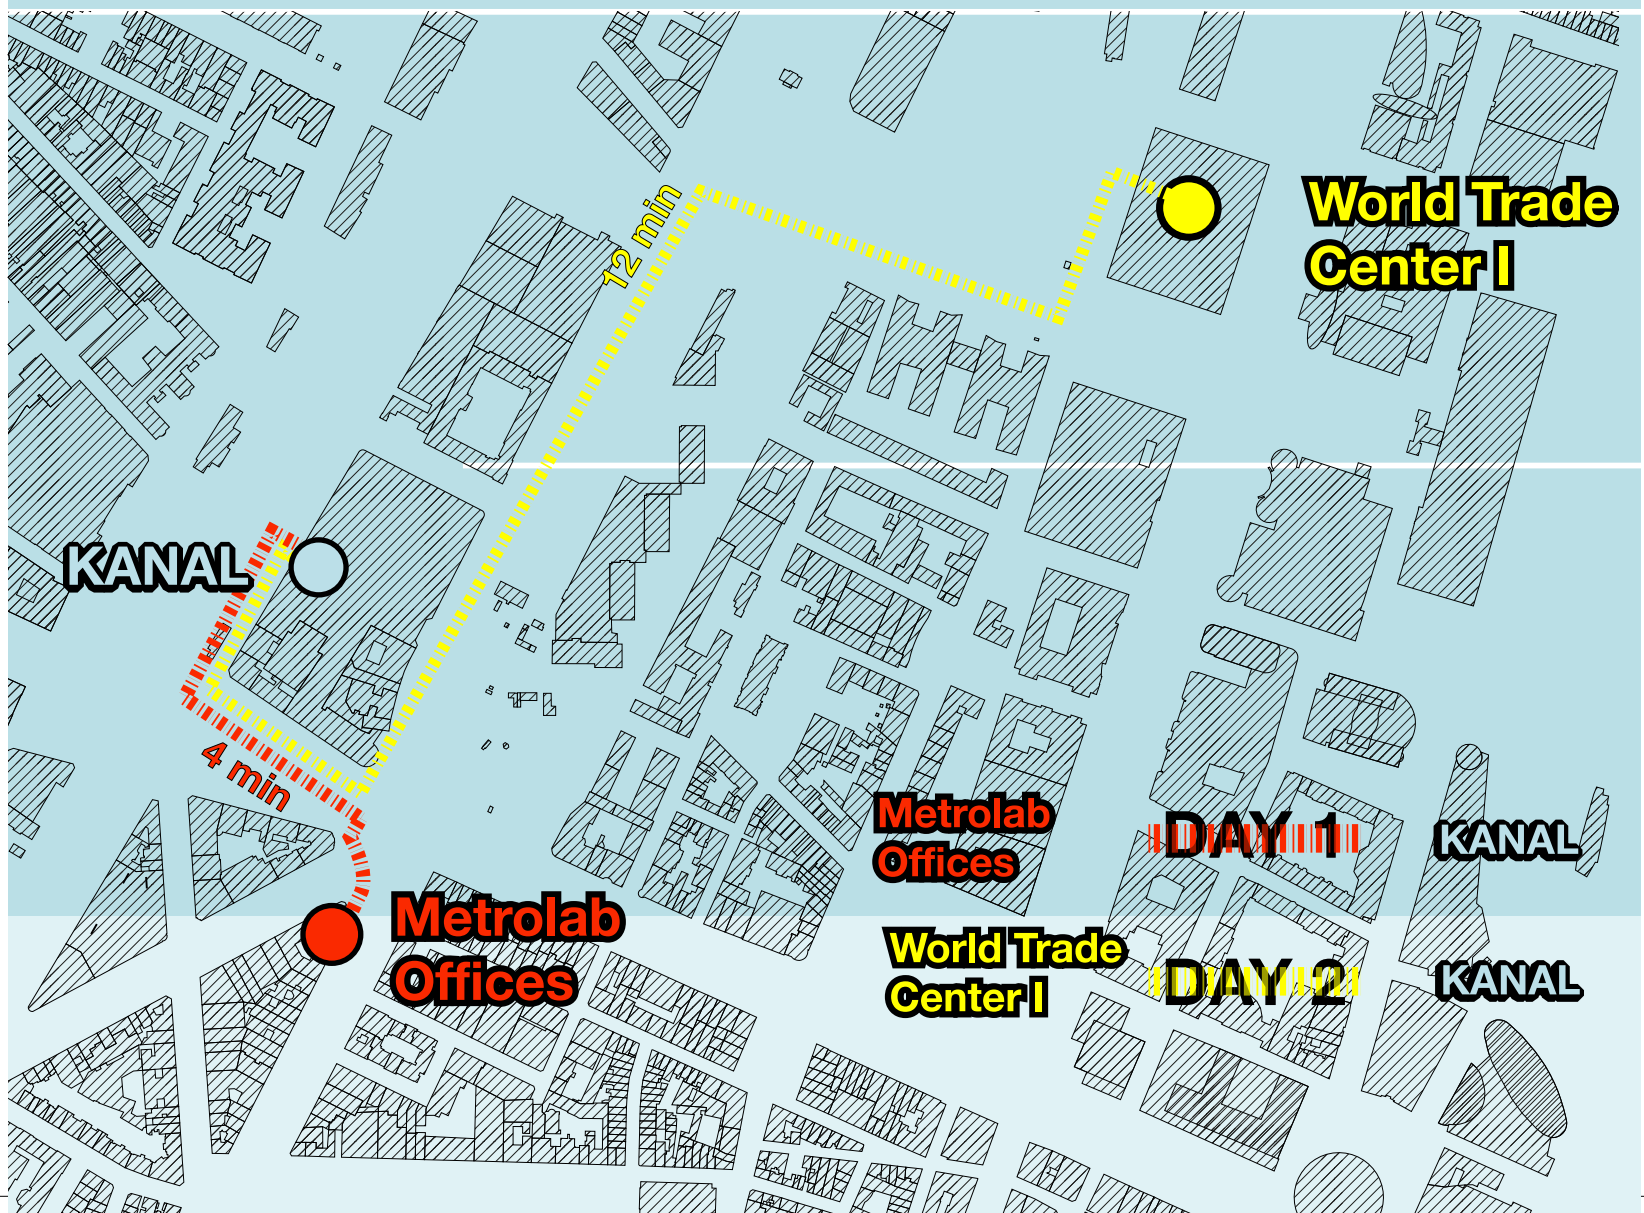 12 min
World Trade
Center I
KANAL
4 min
Metrolab
Offices
DAY 1
KANAL
Metrolab
Offices
World Trade
Center I
DAY 2
KANAL